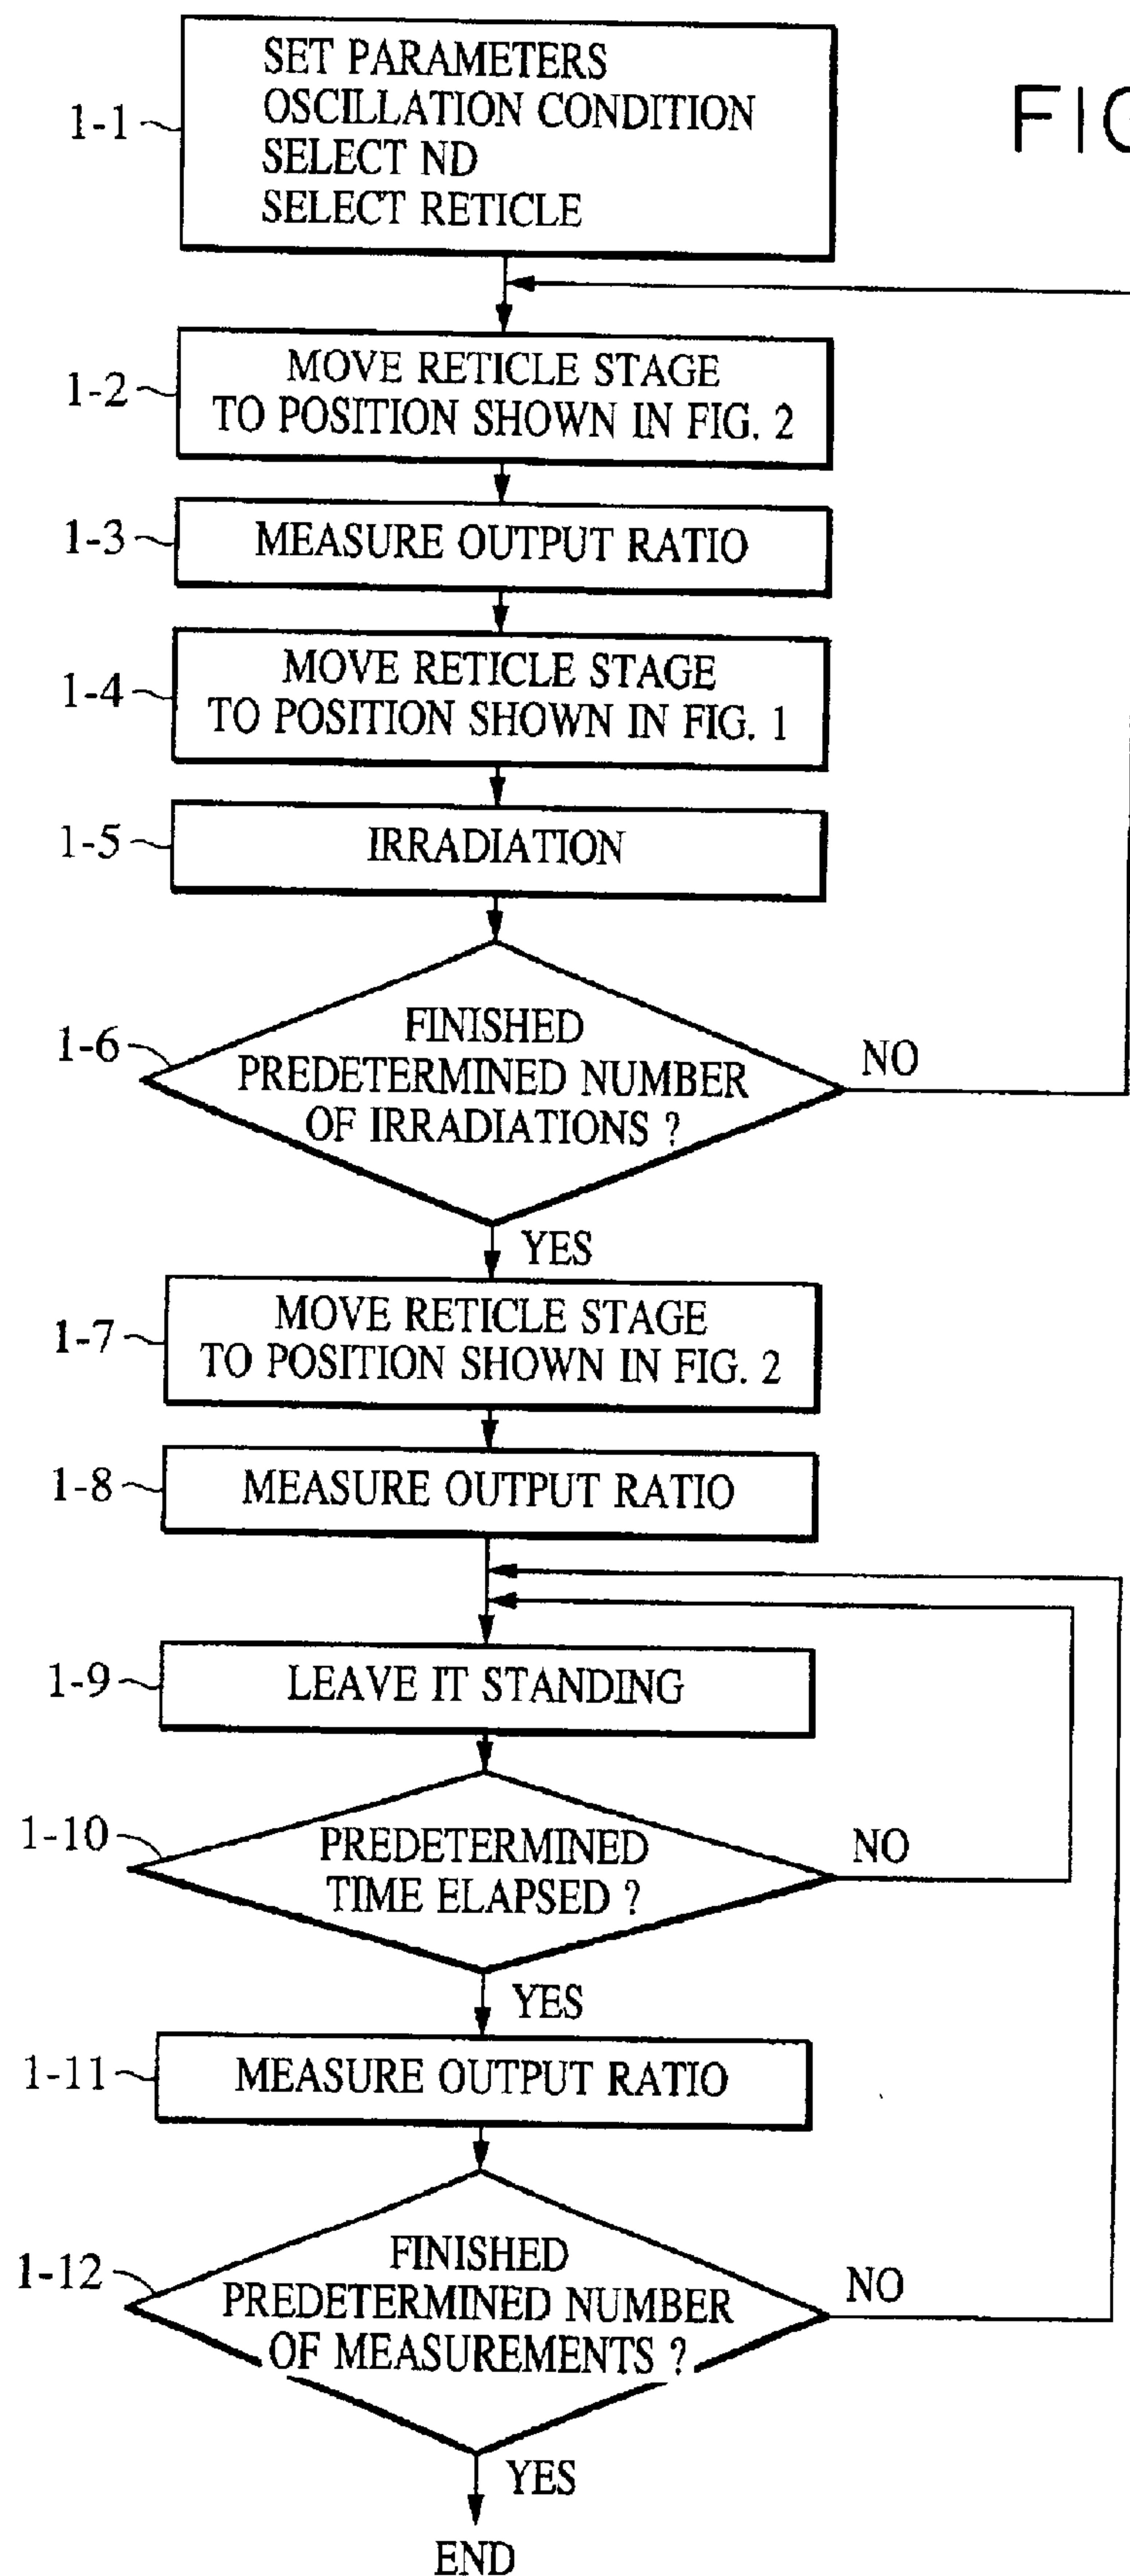 FIG
SET PARAMETERS
OSCILLATION CONDITION
SELECT ND
SELECT RETICLE
1-1
MOVE RETICLE STAGE
TO POSITION SHOWN IN FIG. 2
1-2
MEASURE OUTPUT RATIO
1-3
MOVE RETICLE STAGE
TO POSITION SHOWN IN FIG. 1
1-4
IRRADIATION
1-5
FINISHED
PREDETERMINED NUMBER
OF IRRADIATIONS ?
1-6
NO
YES
MOVE RETICLE STAGE
TO POSITION SHOWN IN FIG. 2
1-7
MEASURE OUTPUT RATIO
1-8
LEAVE IT STANDING
1-9
PREDETERMINED
TIME ELAPSED ?
1-10
NO
YES
MEASURE OUTPUT RATIO
1-11
FINISHED
PREDETERMINED NUMBER
OF MEASUREMENTS ?
1-12
NO
YES
END